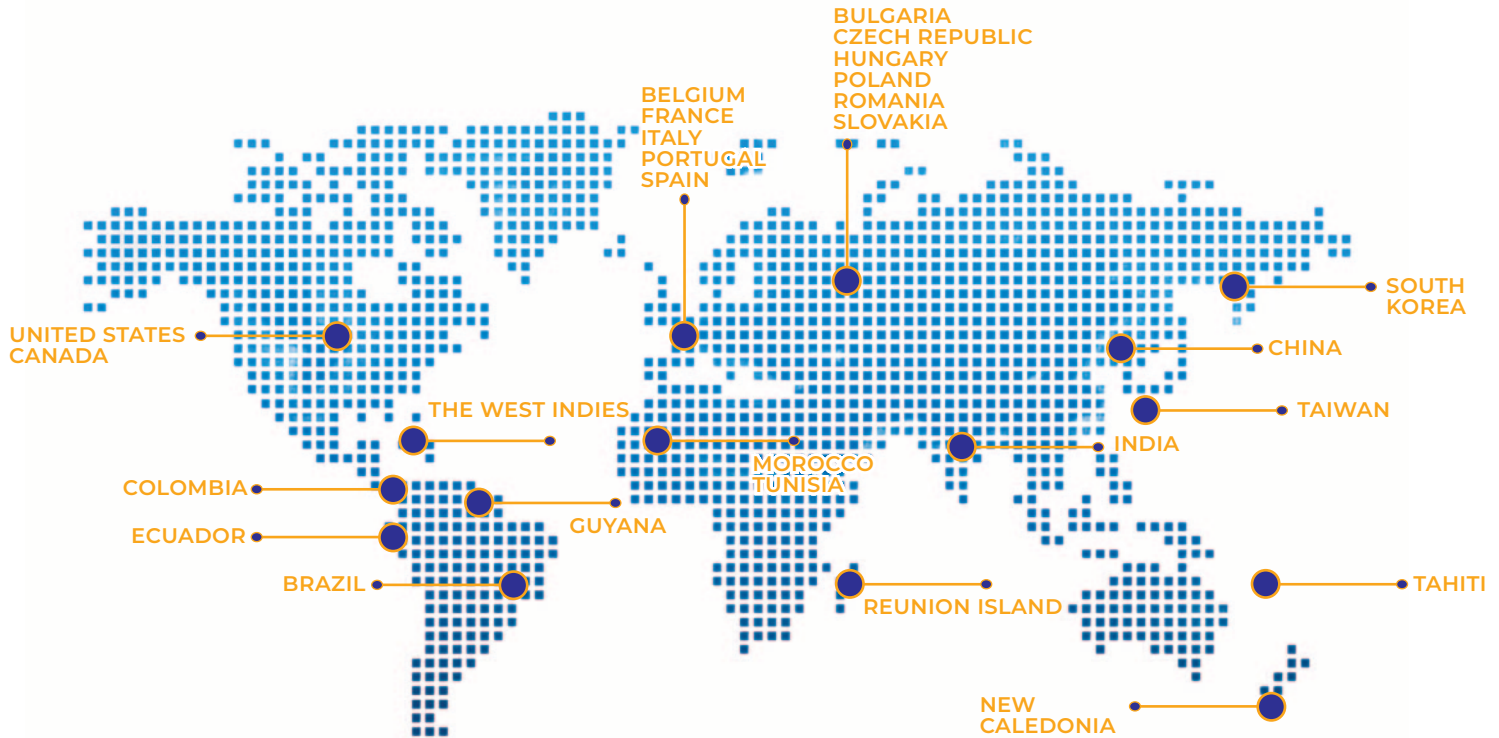 BULGARIA
CZECH REPUBLIC
HUNGARY
POLAND
ROMANIA
SLOVAKIA
BELGIUM
FRANCE
ITALY
PORTUGAL
SPAIN
SOUTH
KOREA
UNITED STATES
CANADA
CHINA
THE WEST INDIES
TAIWAN
INDIA
MOROCCO
TUNISIA
COLOMBIA
GUYANA
ECUADOR
BRAZIL
TAHITI
REUNION ISLAND
NEW
CALEDONIA